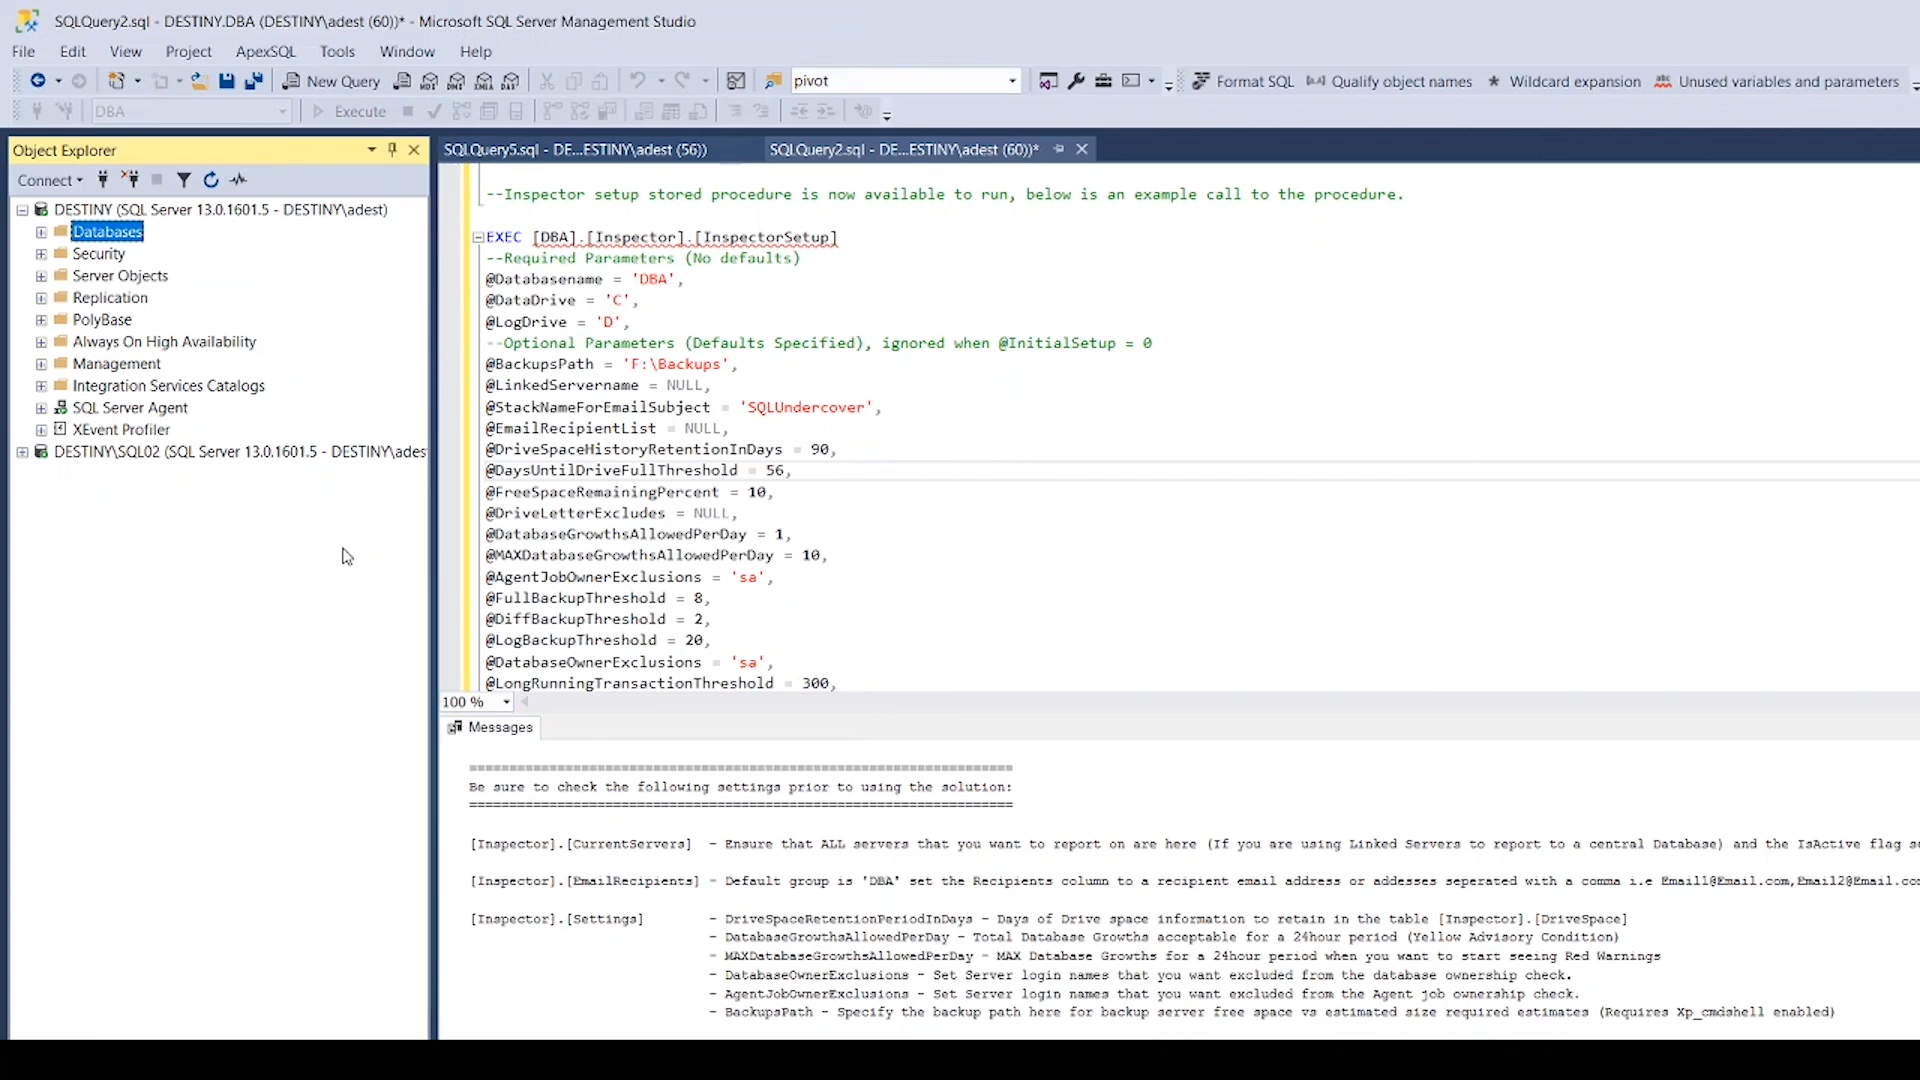 SQLQuery2.sql - DESTINY.DBA (DESTINY\adest (60))* - Microsoft SQL Server Management Studio
File Edit View Project ApexSQL Tools Window Help
New Query pivot Format SQL Qualify object names Wildcard expansion Unused variables and parameters
DBA Execute
Object Explorer
Connect
DESTINY (SQL Server 13.0.1601.5 - DESTINY\adest)
Databases
Security
Server Objects
Replication
PolyBase
Always On High Availability
Management
Integration Services Catalogs
SQL Server Agent
XEvent Profiler
DESTINY\SQL02 (SQL Server 13.0.1601.5 - DESTINY\ades
SQLQuery5.sql - DE...ESTINY\adest (56)) SQLQuery2.sql - DE...ESTINY\adest (60))*
--Inspector setup stored procedure is now available to run, below is an example call to the procedure.
EXEC [DBA].[Inspector].[InspectorSetup]
--Required Parameters (No defaults)
@Databasename = 'DBA',
@DataDrive = 'C',
@LogDrive = 'D',
--Optional Parameters (Defaults Specified), ignored when @InitialSetup = 0
@BackupsPath = 'F:\Backups',
@LinkedServername = NULL,
@StackNameForEmailSubject = 'SQLUndercover',
@EmailRecipientList = NULL,
@DriveSpaceHistoryRetentionInDays = 90,
@DaysUntilDriveFullThreshold = 56,
@FreeSpaceRemainingPercent = 10,
@DriveLetterExcludes = NULL,
@DatabaseGrowthsAllowedPerDay = 1,
@MAXDatabaseGrowthsAllowedPerDay = 10,
@AgentJobOwnerExclusions = 'sa',
@FullBackupThreshold = 8,
@DiffBackupThreshold = 2,
@LogBackupThreshold = 20,
@DatabaseOwnerExclusions = 'sa',
@LongRunningTransactionThreshold = 300,
100 %
Messages
====================================================================
Be sure to check the following settings prior to using the solution:
====================================================================
[Inspector].[CurrentServers] - Ensure that ALL servers that you want to report on are here (If you are using Linked Servers to report to a central Database) and the IsActive flag s
[Inspector].[EmailRecipients] - Default group is 'DBA' set the Recipients column to a recipient email address or addesses seperated with a comma i.e Email1@Email.com,Email2@Email.co
[Inspector].[Settings] - DriveSpaceRetentionPeriodInDays - Days of Drive space information to retain in the table [Inspector].[DriveSpace]
- DatabaseGrowthsAllowedPerDay - Total Database Growths acceptable for a 24hour period (Yellow Advisory Condition)
- MAXDatabaseGrowthsAllowedPerDay - MAX Database Growths for a 24hour period when you want to start seeing Red Warnings
- DatabaseOwnerExclusions - Set Server login names that you want excluded from the database ownership check.
- AgentJobOwnerExclusions - Set Server login names that you want excluded from the Agent job ownership check.
- BackupsPath - Specify the backup path here for backup server free space vs estimated size required estimates (Requires Xp_cmdshell enabled)